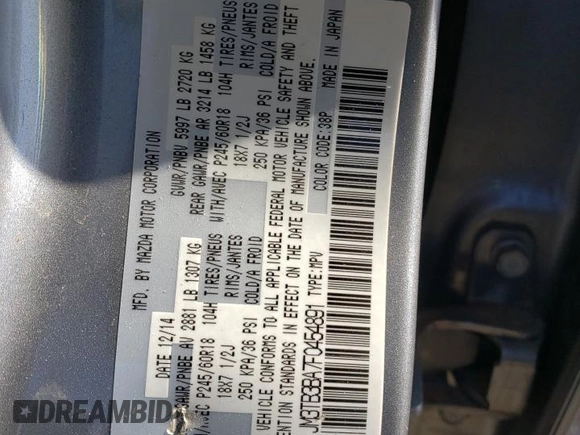 MFD. BY MAZDA MOTOR CORPORATION
DATE 12/14 GVWR/PNBV 5997 LB 2720 KG
GAWR/PNBE AV 2881 LB 1307 KG REAR GAWR/PNBE AR 3214 LB 1458 KG
AVEC P245/60R18 104H TIRES/PNEUS WITH/AVEC P245/60R18 104H TIRES/PNEUS
18X7 1/2J RIMS/JANTES 18X7 1/2J RIMS/JANTES
250 KPA/36 PSI COLD/A FROID 250 KPA/36 PSI COLD/A FROID
VEHICLE CONFORMS TO ALL APPLICABLE FEDERAL MOTOR VEHICLE SAFETY AND THEFT
STANDARDS IN EFFECT ON THE DATE OF MANUFACTURE SHOWN ABOVE.
JM3TB3BA7F0454891 TYPE:MPV COLOR CODE:38P MADE IN JAPAN
DREAMBID.COM